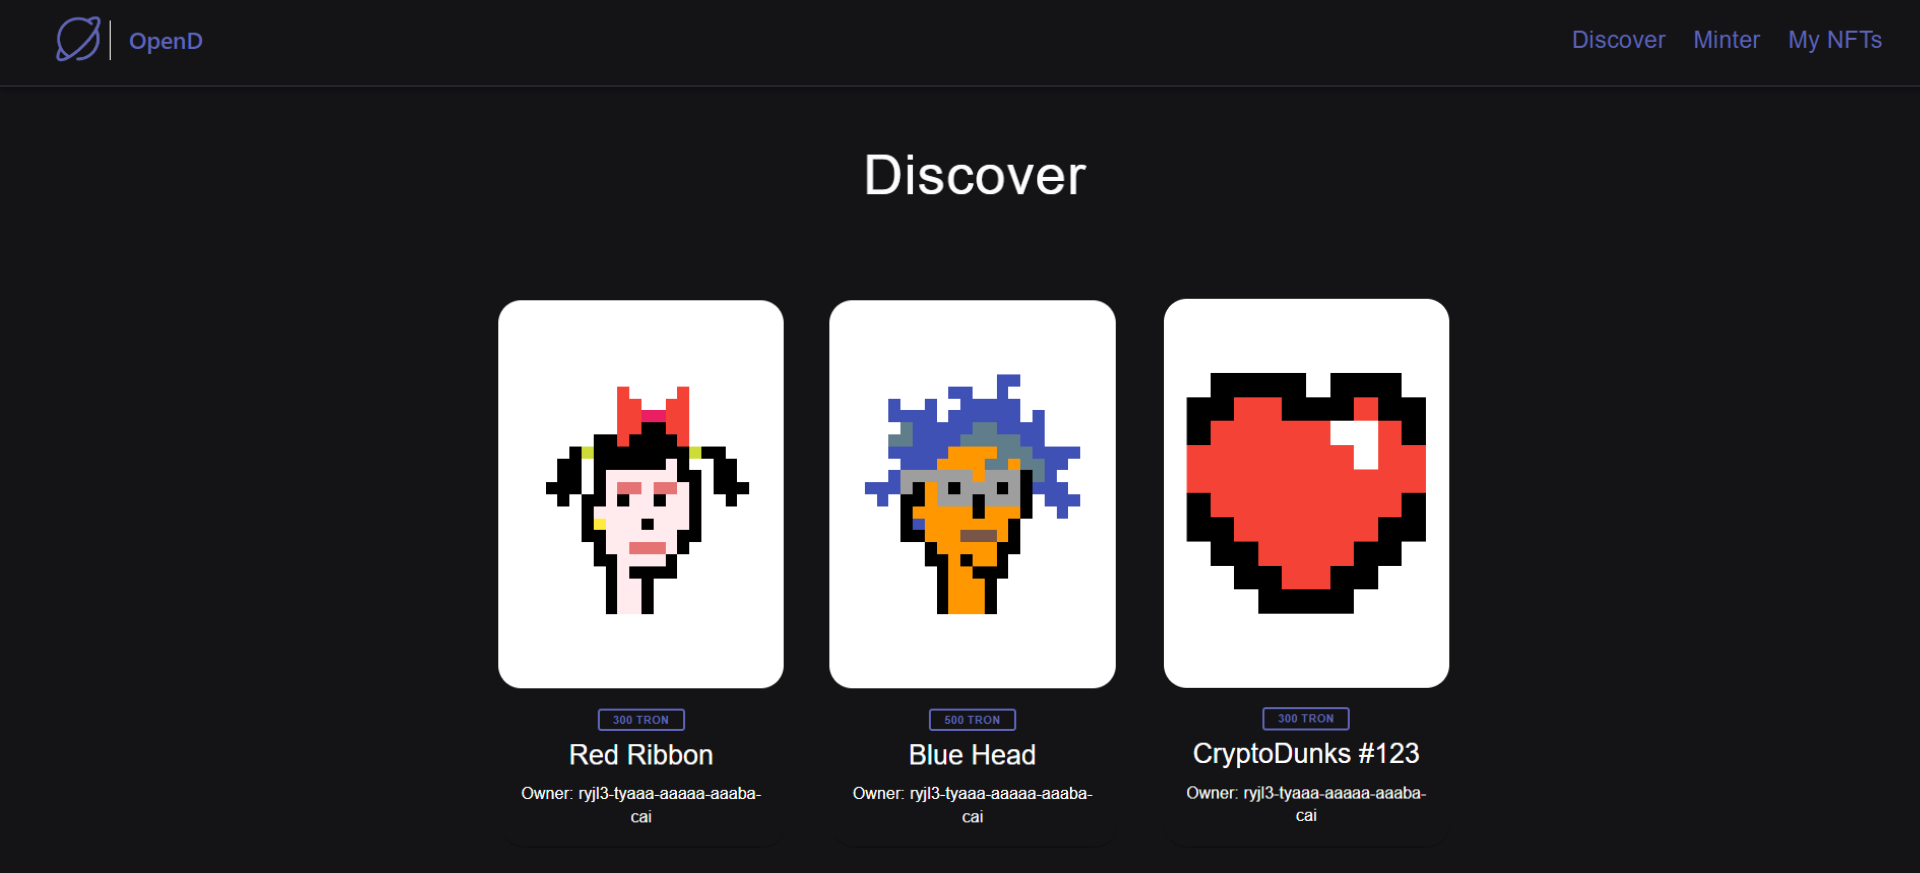 OpenD
Discover
Minter
My NFTs
Discover
300 TRON
Red Ribbon
Owner: ryjl3-tyaaa-aaaaa-aaaba-
cai
500 TRON
Blue Head
Owner: ryjl3-tyaaa-aaaaa-aaaba-
cai
300 TRON
CryptoDunks #123
Owner: ryjl3-tyaaa-aaaaa-aaaba-
cai